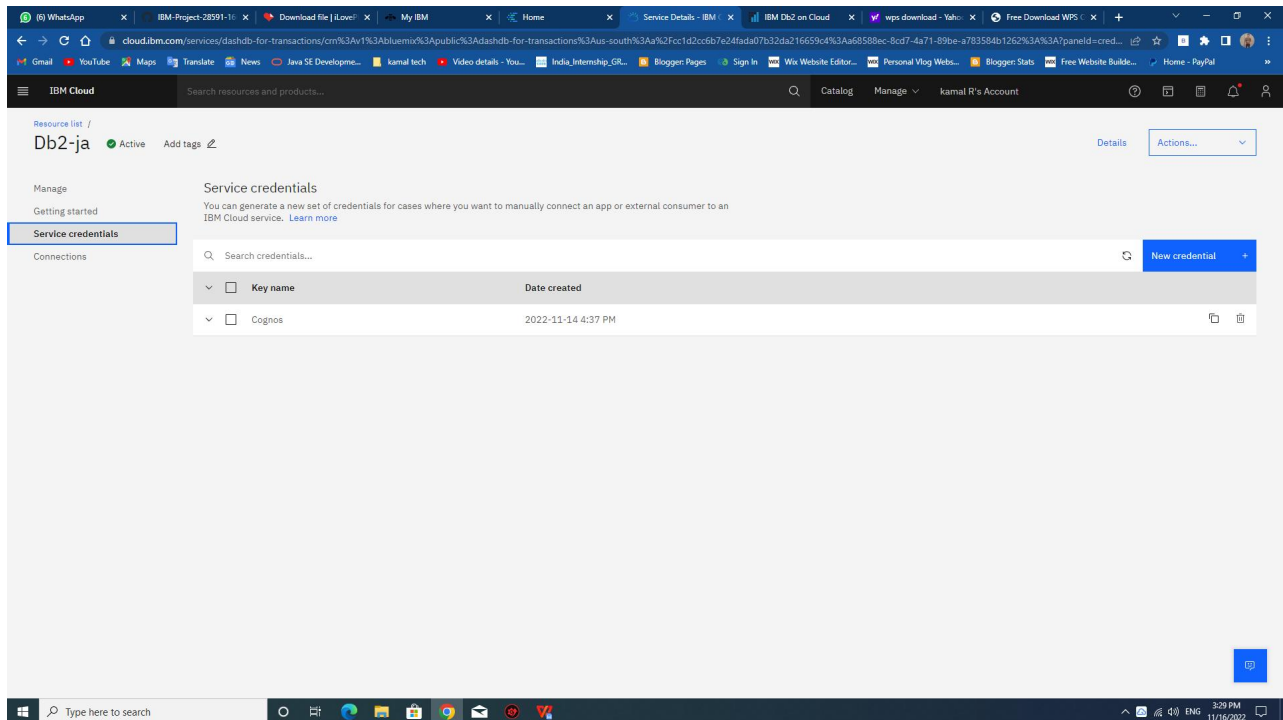 (6) WhatsApp
IBM-Project-28591-16
Download file | iLoveP
My IBM
Home
Service Details - IBM C
IBM Db2 on Cloud
wps download - Yaho
Free Download WPS O
cloud.ibm.com/services/dashdb-for-transactions/crn%3Av1%3Abluemix%3Apublic%3Adashdb-for-transactions%3Aus-south%3Aa%2Fcc1d2cc6b7e24fada07b32da216659c4%3Aa68588ec-8cd7-4a71-89be-a783584b1262%3A%3A?paneId=cred...
Gmail YouTube Maps Translate News Java SE Developme... kamal tech Video details - You... India_Internship_GR... Blogger: Pages Sign In Wix Website Editor... Personal Vlog Webs... Blogger: Stats Free Website Builde... Home - PayPal »
IBM Cloud Search resources and products... Catalog Manage kamal R's Account
Resource list /
Db2-ja Active Add tags Details Actions...
Manage
Getting started
Service credentials
Connections
Service credentials
You can generate a new set of credentials for cases where you want to manually connect an app or external consumer to an
IBM Cloud service. Learn more
Search credentials... New credential +
Key name Date created
Cognos 2022-11-14 4:37 PM
Type here to search
ENG 3:29 PM
11/16/2022